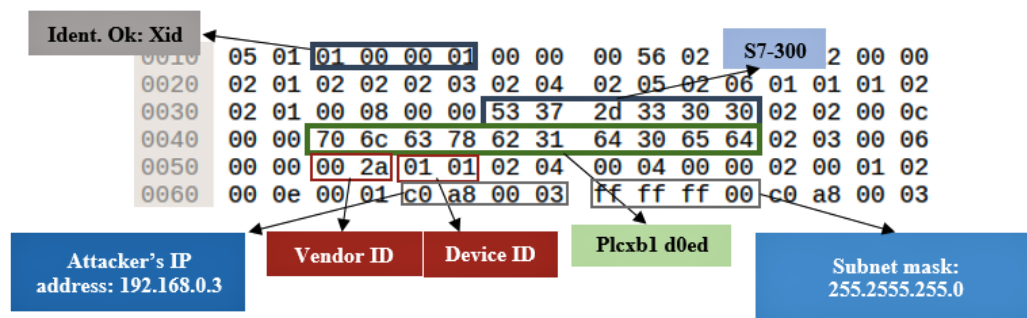 Ident. Ok: Xid
S7-300
0010 05 01 01 00 00 01 00 00 00 56 02 2 00 00
0020 02 01 02 02 02 03 02 04 02 05 02 06 01 01 01 02
0030 02 01 00 08 00 00 53 37 2d 33 30 30 02 02 00 0c
0040 00 00 70 6c 63 78 62 31 64 30 65 64 02 03 00 06
0050 00 00 00 2a 01 01 02 04 00 04 00 00 02 00 01 02
0060 00 0e 00 01 c0 a8 00 03 ff ff ff 00 c0 a8 00 03
Attacker's IP
address: 192.168.0.3
Vendor ID
Device ID
Plcxb1 d0ed
Subnet mask:
255.2555.255.0